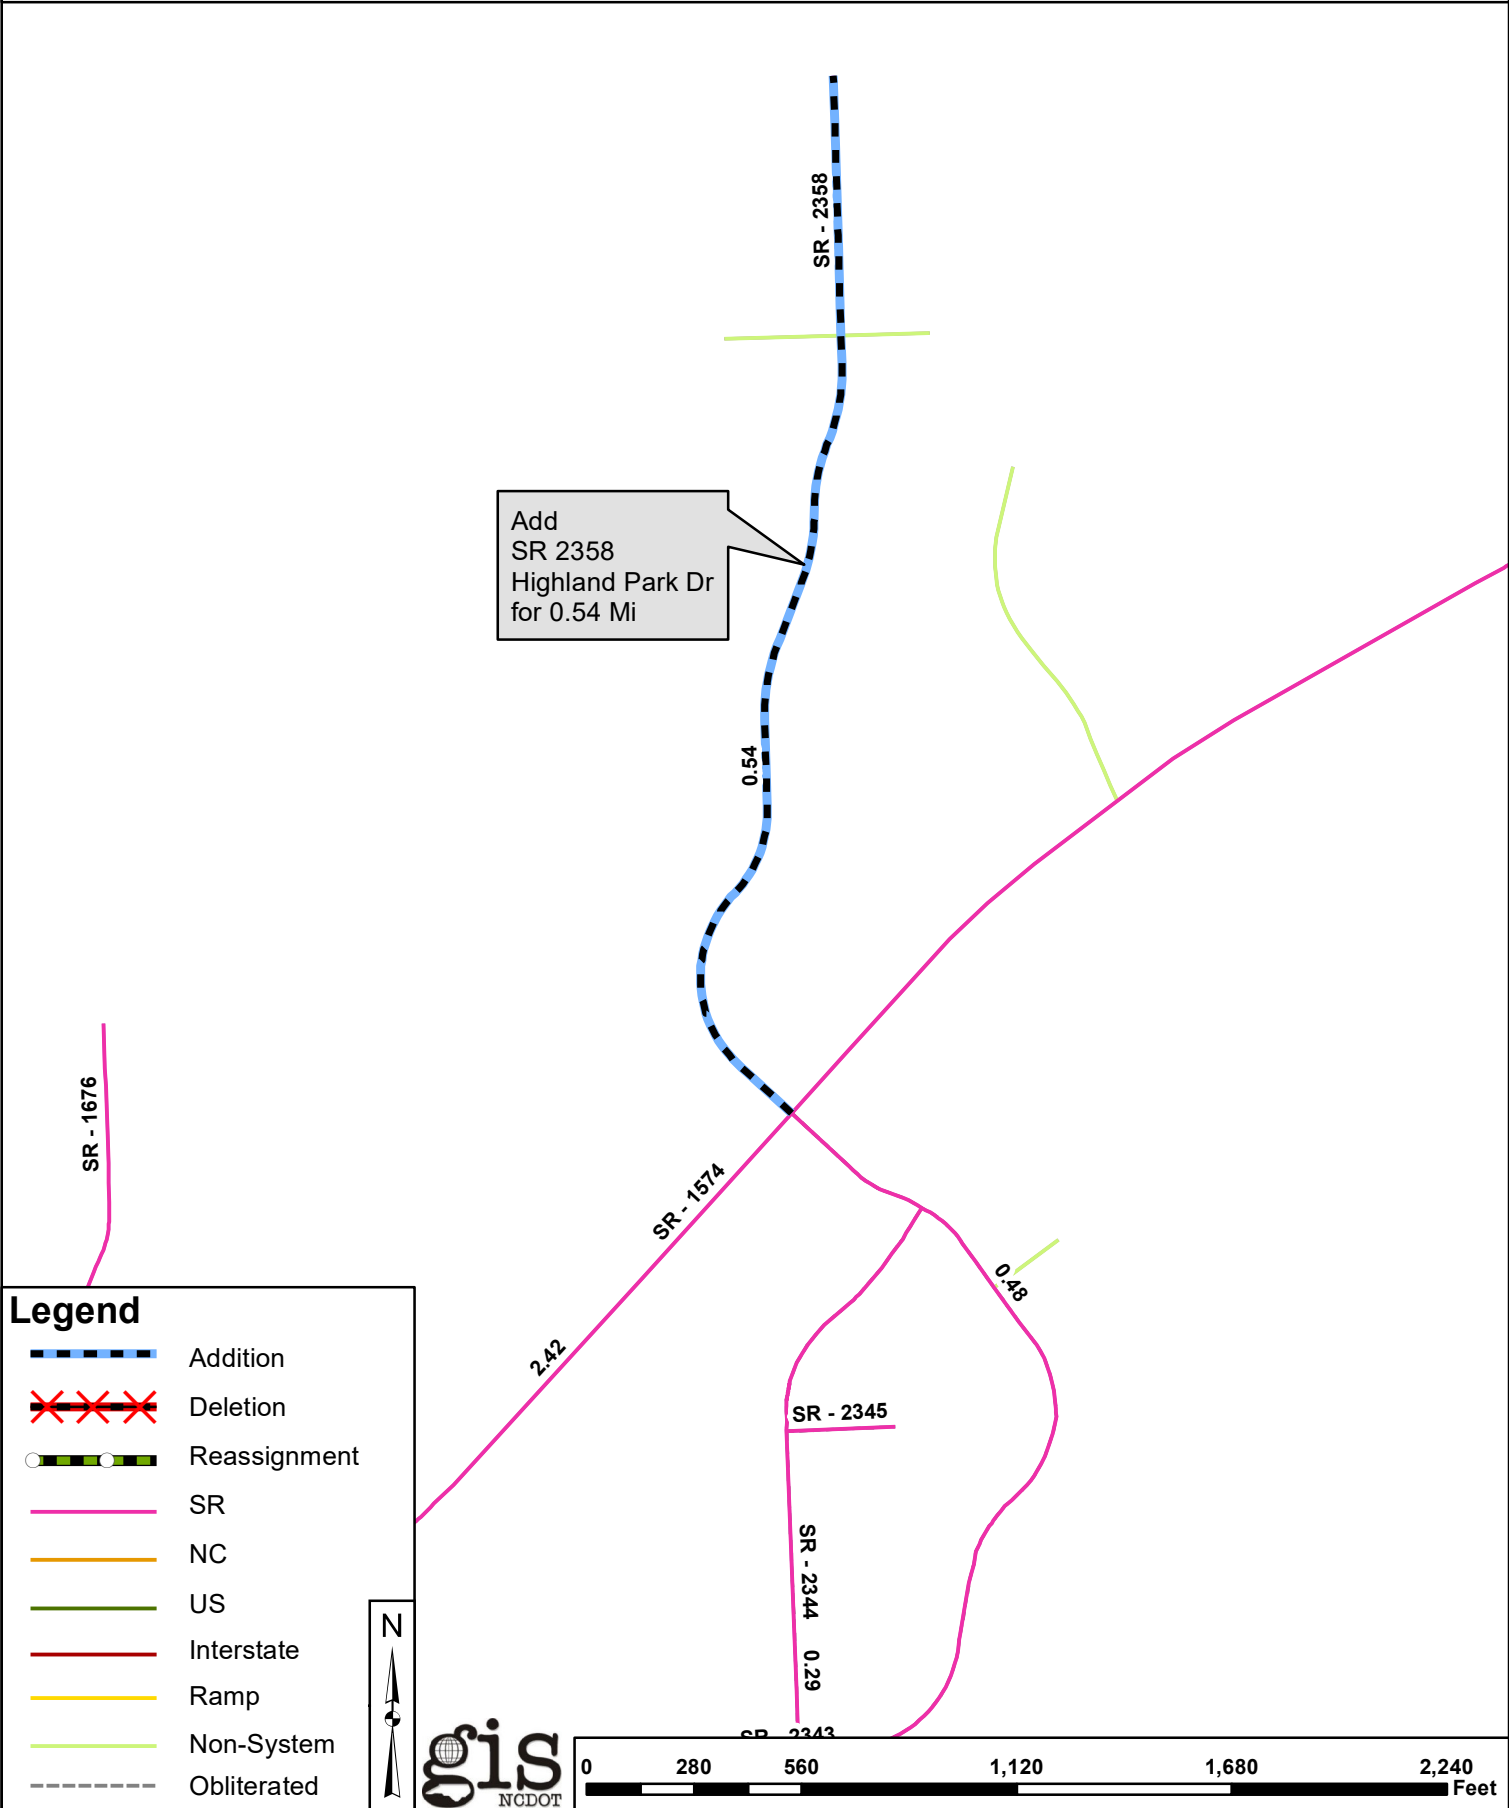 SR - 2358
Add
SR 2358
Highland Park Dr
for 0.54 Mi
0.54
SR - 1676
SR - 1574
2.42
0.48
SR - 2345
SR - 2344
0.29
SR - 2343
Legend
Addition
Deletion
Reassignment
SR
NC
US
Interstate
Ramp
Non-System
Obliterated
N
gis
NCDOT
0 280 560 1,120 1,680 2,240
Feet